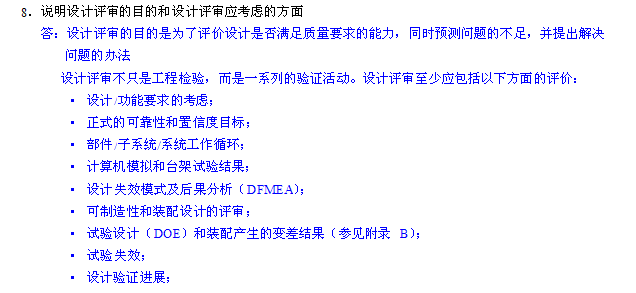 8．说明设计评审的目的和设计评审应考虑的方面
答：设计评审的目的是为了评价设计是否满足质量要求的能力，同时预测问题的不足，并提出解决
问题的办法
设计评审不只是工程检验，而是一系列的验证活动。设计评审至少应包括以下方面的评价：
• 设计/功能要求的考虑；
• 正式的可靠性和置信度目标；
• 部件/子系统/系统工作循环；
• 计算机模拟和台架试验结果；
• 设计失效模式及后果分析（DFMEA）；
• 可制造性和装配设计的评审；
• 试验设计（DOE）和装配产生的变差结果（参见附录 B）；
• 试验失效；
• 设计验证进展；